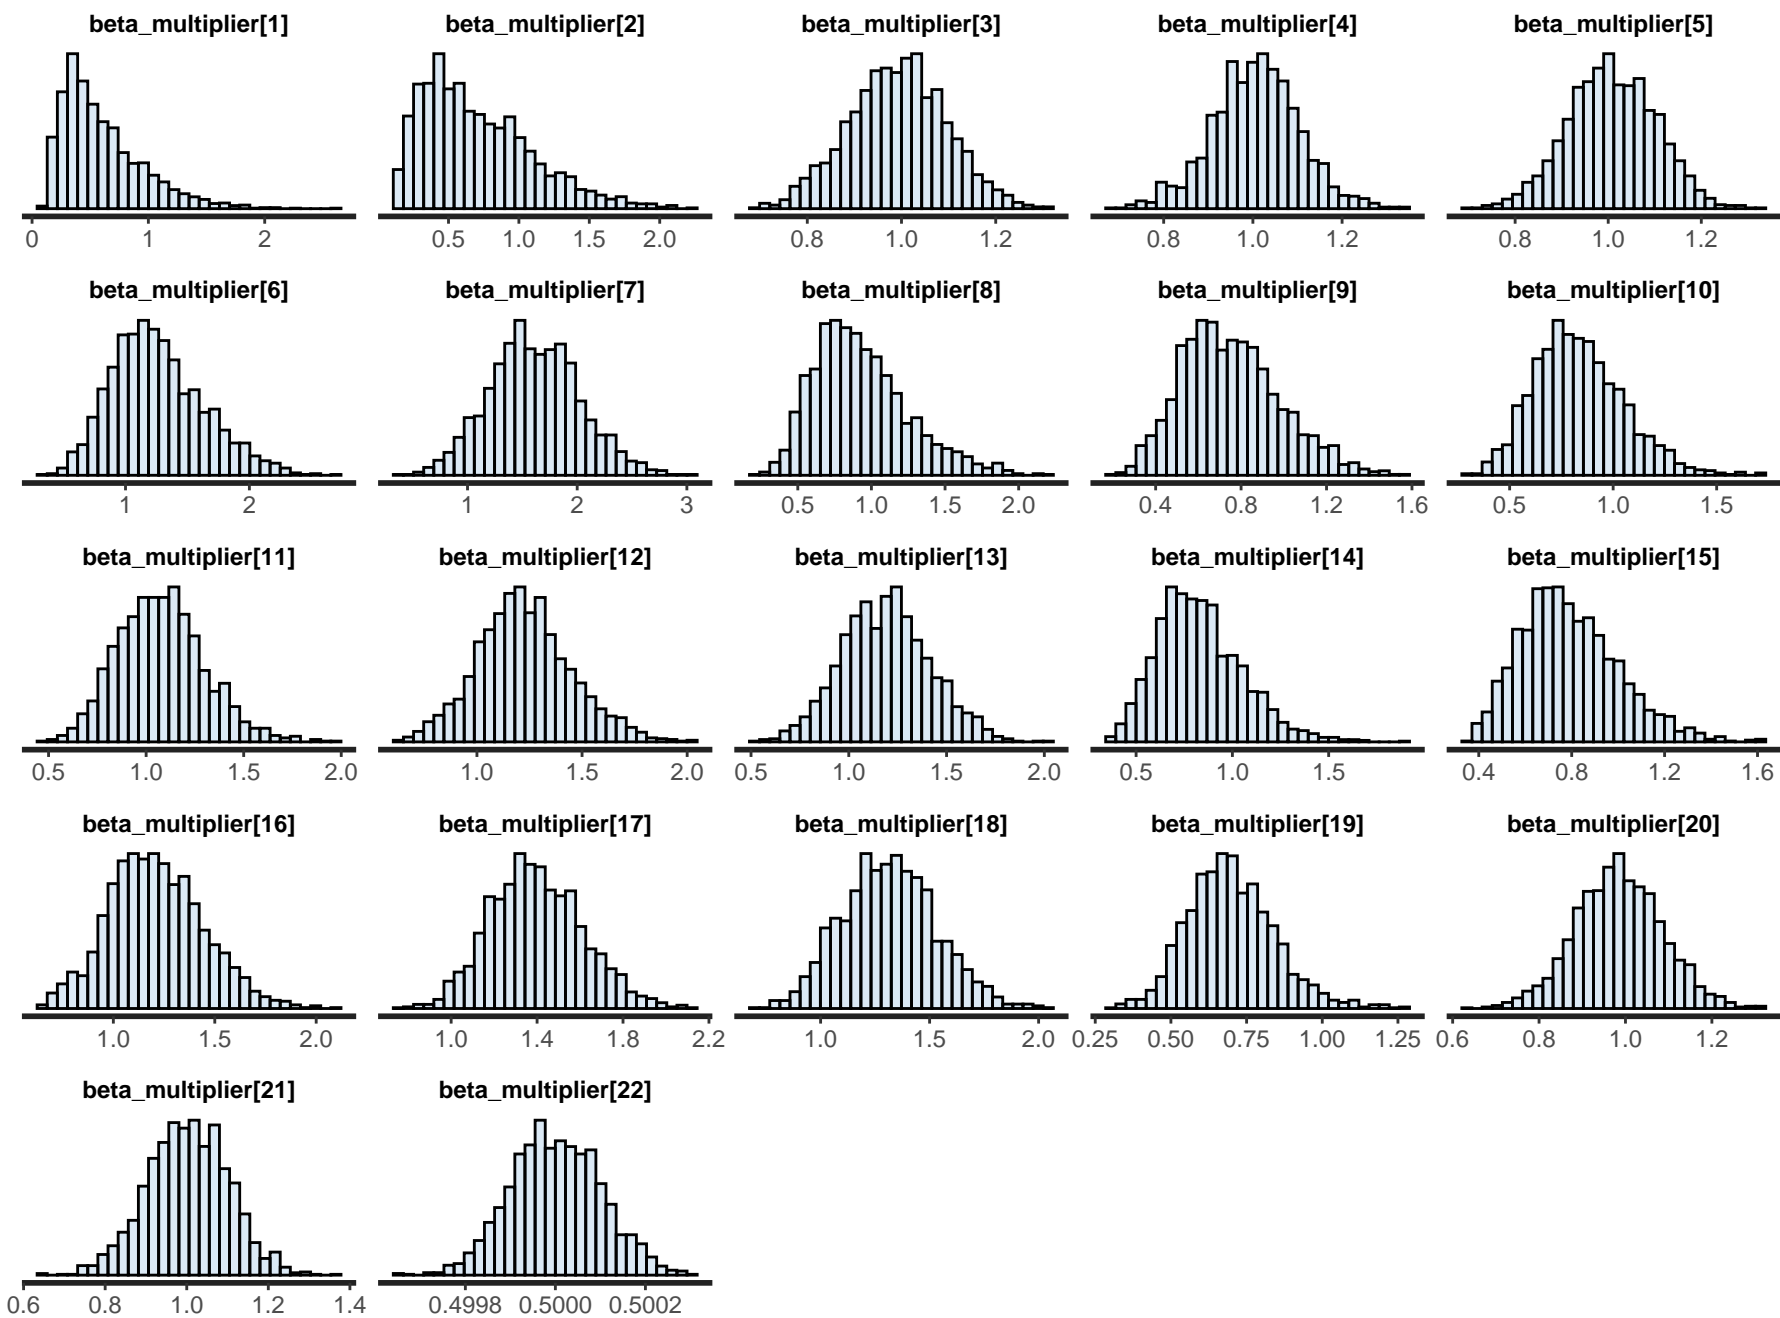 beta_multiplier[1] beta_multiplier[2] beta_multiplier[3] beta_multiplier[4] beta_multiplier[5]
0 1 2 0.5 1.0 1.5 2.0 0.8 1.0 1.2 0.8 1.0 1.2 0.8 1.0 1.2
beta_multiplier[6] beta_multiplier[7] beta_multiplier[8] beta_multiplier[9] beta_multiplier[10]
1 2 1 2 3 0.5 1.0 1.5 2.0 0.4 0.8 1.2 1.6 0.5 1.0 1.5
beta_multiplier[11] beta_multiplier[12] beta_multiplier[13] beta_multiplier[14] beta_multiplier[15]
0.5 1.0 1.5 2.0 1.0 1.5 2.0 0.5 1.0 1.5 2.0 0.5 1.0 1.5 0.4 0.8 1.2 1.6
beta_multiplier[16] beta_multiplier[17] beta_multiplier[18] beta_multiplier[19] beta_multiplier[20]
1.0 1.5 2.0 1.0 1.4 1.8 2.2 1.0 1.5 2.0 0.25 0.50 0.75 1.00 1.25 0.6 0.8 1.0 1.2
beta_multiplier[21] beta_multiplier[22]
0.6 0.8 1.0 1.2 1.4 0.4998 0.5000 0.5002